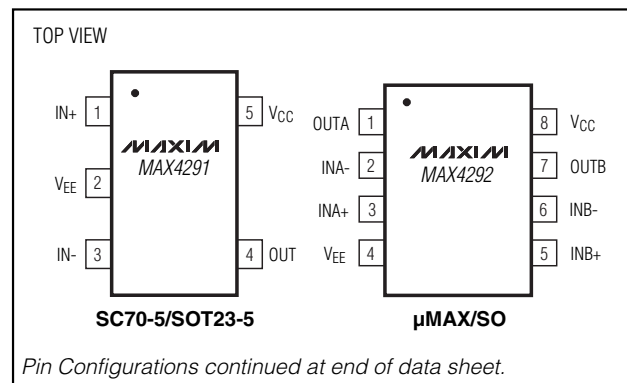 TOP VIEW
IN+ 1
VEE 2
IN- 3
5 VCC
4 OUT
MAXIM
MAX4291
SC70-5/SOT23-5
OUTA 1
INA- 2
INA+ 3
VEE 4
8 VCC
7 OUTB
6 INB-
5 INB+
MAXIM
MAX4292
µMAX/SO
Pin Configurations continued at end of data sheet.